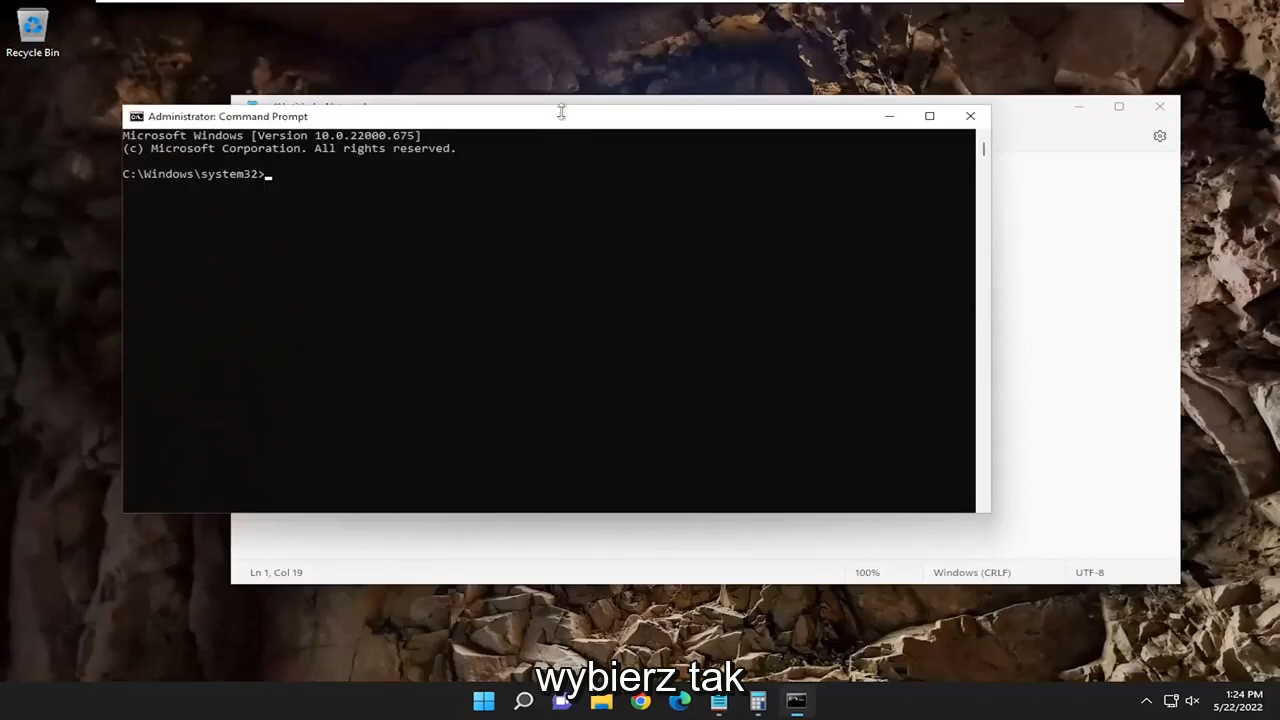 Recycle Bin
Administrator: Command Prompt
Microsoft Windows [Version 10.0.22000.675]
(c) Microsoft Corporation. All rights reserved.
C:\Windows\system32>
Ln 1, Col 19
100%
Windows (CRLF)
UTF-8
wybierz tak
1:24 PM
5/22/2022